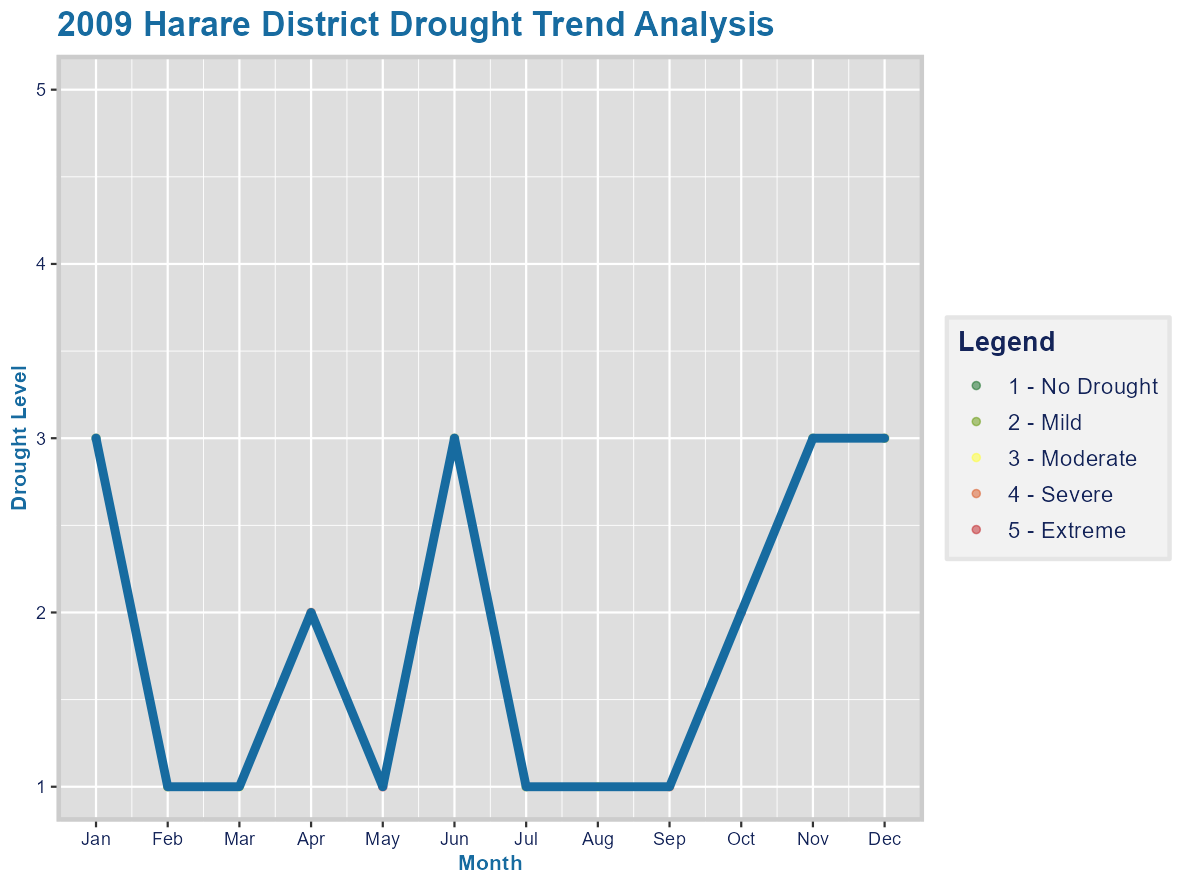 2009 Harare District Drought Trend Analysis
Drought Level
5
4
3
2
1
Jan Feb Mar Apr May Jun Jul Aug Sep Oct Nov Dec
Month
Legend
1 - No Drought
2 - Mild
3 - Moderate
4 - Severe
5 - Extreme